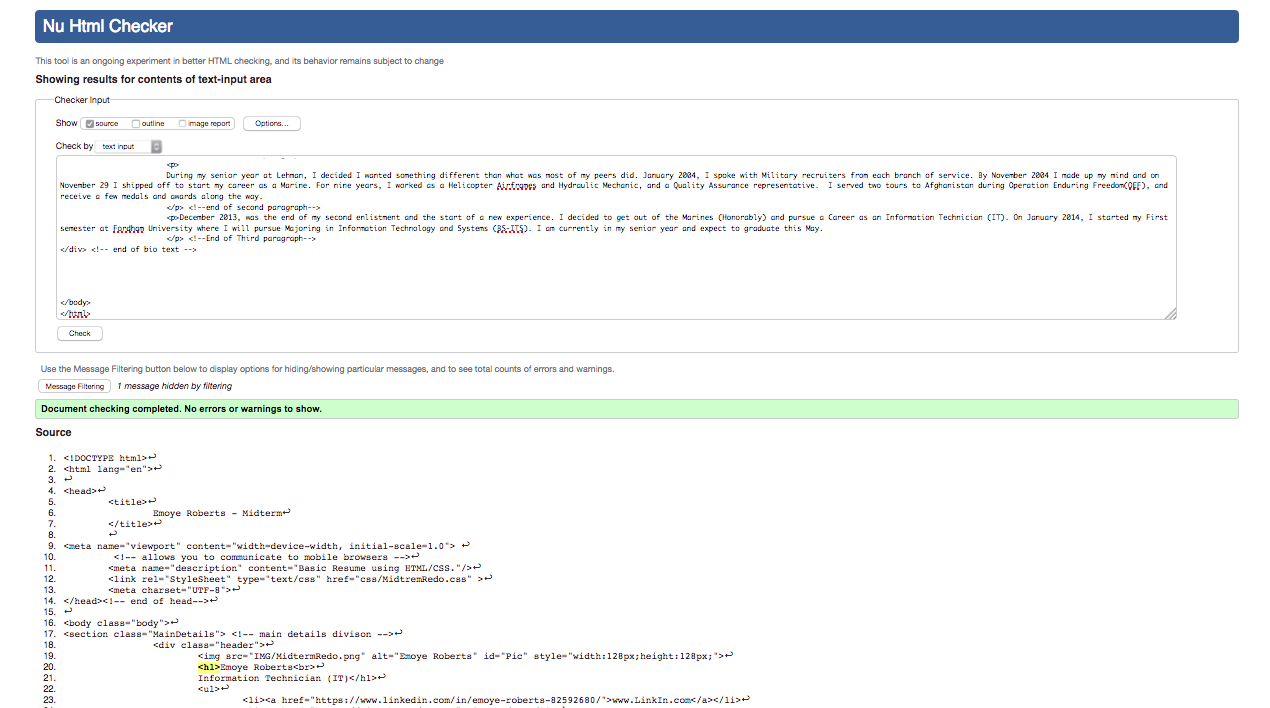 Nu Html Checker
This tool is an ongoing experiment in better HTML checking, and its behavior remains subject to change
Showing results for contents of text-input area
Checker Input
Show source outline image report Options...
Check by text input
<p>
During my senior year at Lehman, I decided I wanted something different than what was most of my peers did. January 2004, I spoke with Military recruiters from each branch of service. By November 2004 I made up my mind and on
November 29 I shipped off to start my career as a Marine. For nine years, I worked as a Helicopter Airframes and Hydraulic Mechanic, and a Quality Assurance representative.  I served two tours to Afghanistan during Operation Enduring Freedom(OEF), and
receive a few medals and awards along the way.
</p> <!--end of second paragraph-->
<p>December 2013, was the end of my second enlistment and the start of a new experience. I decided to get out of the Marines (Honorably) and pursue a Career as an Information Technician (IT). On January 2014, I started my First
semester at Fordham University where I will pursue Majoring in Information Technology and Systems (BS-ITS). I am currently in my senior year and expect to graduate this May.
</p> <!--End of Third paragraph-->
</div> <!-- end of bio text -->
</body>
</html>
Check
Use the Message Filtering button below to display options for hiding/showing particular messages, and to see total counts of errors and warnings.
Message Filtering 1 message hidden by filtering
Document checking completed. No errors or warnings to show.
Source
1. <!DOCTYPE html>↩
2. <html lang="en">↩
3. ↩
4. <head>↩
5. <title>↩
6. Emoye Roberts - Midterm↩
7. </title>↩
8. ↩
9. <meta name="viewport" content="width=device-width, initial-scale=1.0"> ↩
10. <!-- allows you to communicate to mobile browsers -->↩
11. <meta name="description" content="Basic Resume using HTML/CSS."/>↩
12. <link rel="StyleSheet" type="text/css" href="css/MidtremRedo.css" >↩
13. <meta charset="UTF-8">↩
14. </head><!-- end of head-->↩
15. ↩
16. <body class="body">↩
17. <section class="MainDetails"> <!-- main details divison -->↩
18. <div class="header">↩
19. <img src="IMG/MidtermRedo.png" alt="Emoye Roberts" id="Pic" style="width:128px;height:128px;">↩
20. <h1>Emoye Roberts<br>↩
21. Information Technician (IT)</h1>↩
22. <ul>↩
23. <li><a href="https://www.linkedin.com/in/emoye-roberts-82592680/">www.LinkIn.com</a></li>↩